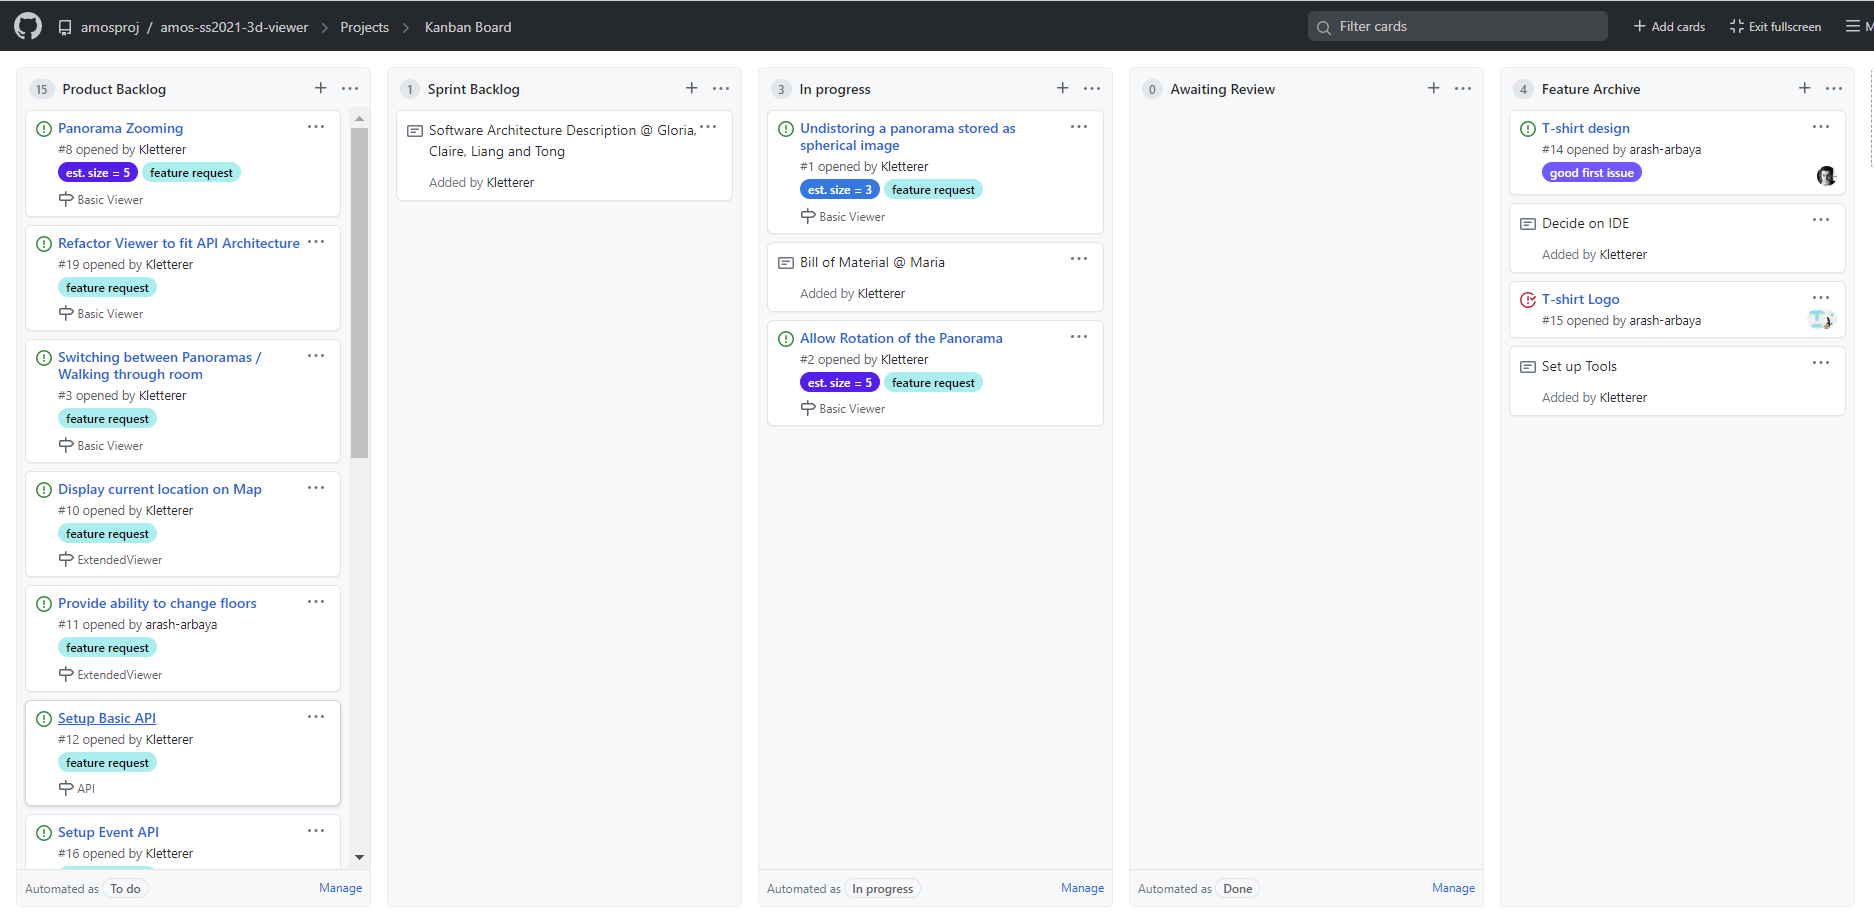 amosproj / amos-ss2021-3d-viewer > Projects > Kanban Board
Filter cards
Add cards
Exit fullscreen
M
15 Product Backlog
Panorama Zooming
#8 opened by Kletterer
est. size = 5 feature request
Basic Viewer
Refactor Viewer to fit API Architecture
#19 opened by Kletterer
feature request
Basic Viewer
Switching between Panoramas /
Walking through room
#3 opened by Kletterer
feature request
Basic Viewer
Display current location on Map
#10 opened by Kletterer
feature request
ExtendedViewer
Provide ability to change floors
#11 opened by arash-arbaya
feature request
ExtendedViewer
Setup Basic API
#12 opened by Kletterer
feature request
API
Setup Event API
#16 opened by Kletterer
Automated as To do Manage
1 Sprint Backlog
Software Architecture Description @ Gloria,
Claire, Liang and Tong
Added by Kletterer
3 In progress
Undistoring a panorama stored as
spherical image
#1 opened by Kletterer
est. size = 3 feature request
Basic Viewer
Bill of Material @ Maria
Added by Kletterer
Allow Rotation of the Panorama
#2 opened by Kletterer
est. size = 5 feature request
Basic Viewer
Automated as In progress Manage
0 Awaiting Review
Automated as Done Manage
4 Feature Archive
T-shirt design
#14 opened by arash-arbaya
good first issue
Decide on IDE
Added by Kletterer
T-shirt Logo
#15 opened by arash-arbaya
Set up Tools
Added by Kletterer